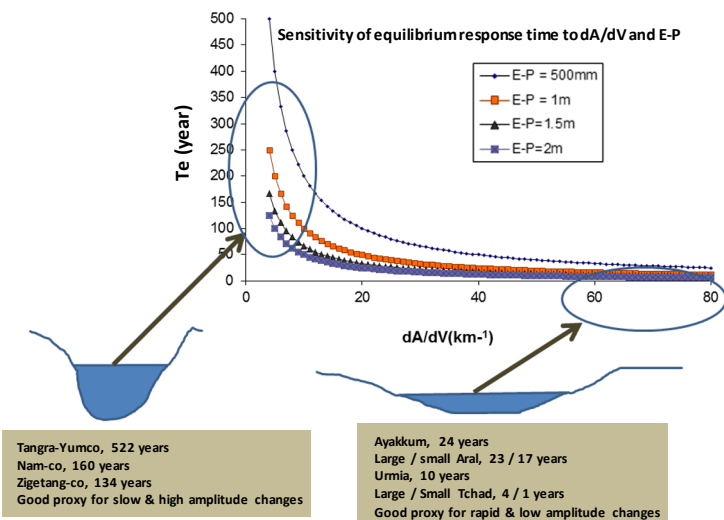 Sensitivity of equilibrium response time to dA/dV and E-P
500
450
400
350
300
250
200
150
100
50
0
Te (year)
E-P = 500mm
E-P = 1m
E-P=1.5m
E-P=2m
0
20
40
60
80
dA/dV(km-1)
Tangra-Yumco, 522 years
Nam-co, 160 years
Zigetang-co, 134 years
Good proxy for slow & high amplitude changes
Ayakkum, 24 years
Large / small Aral, 23 / 17 years
Urmia, 10 years
Large / Small Tchad, 4 / 1 years
Good proxy for rapid & low amplitude changes